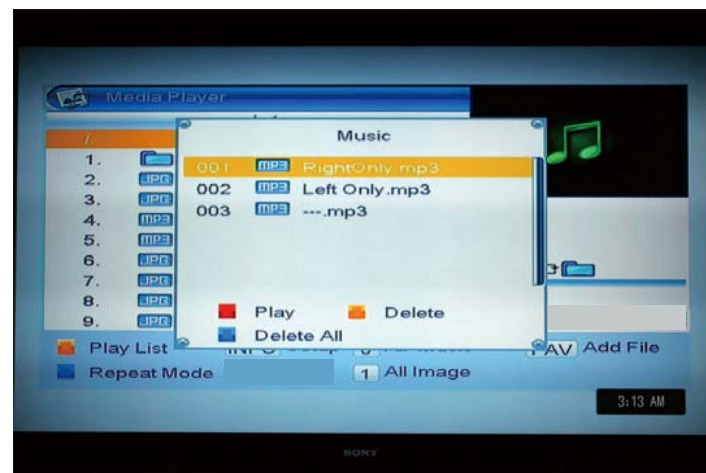 Media Player
/
Music
1.
2. JPG
3. JPG
4. MP3
5. MP3
6. JPG
7. JPG
8. JPG
9. JPG
001 MP3 RightOnly.mp3
002 MP3 Left Only.mp3
003 MP3 ---.mp3
Play Delete
Delete All
Play List Add File
Repeat Mode 1 All Image
3:13 AM
SONY